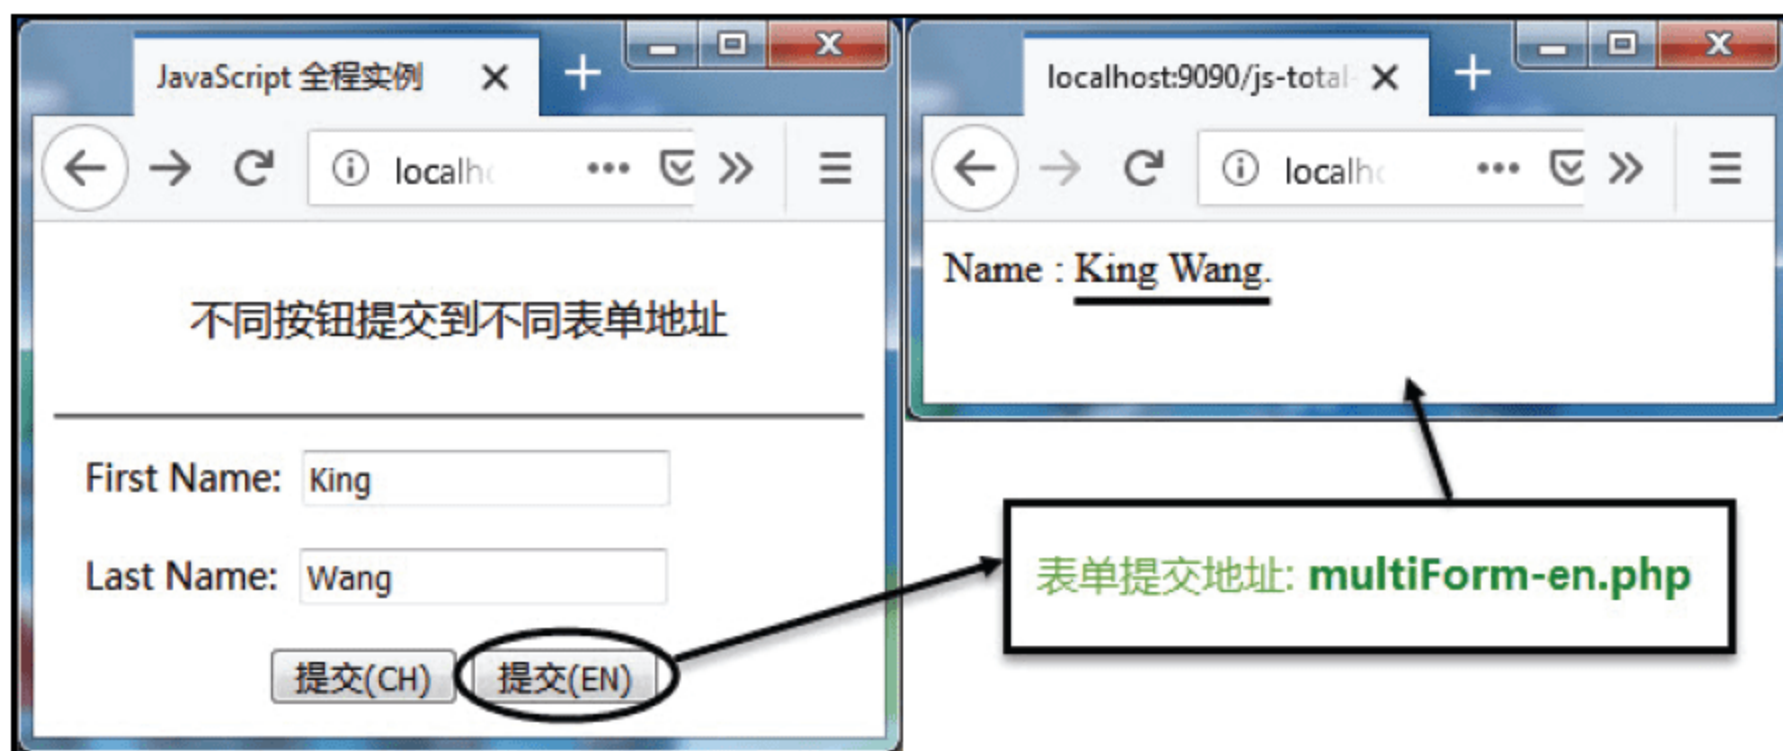 JavaScript 全程实例
localh
不同按钮提交到不同表单地址
First Name: King
Last Name: Wang
提交(CH) 提交(EN)
localhost:9090/js-total-
localh
Name : King Wang.
表单提交地址: multiForm-en.php